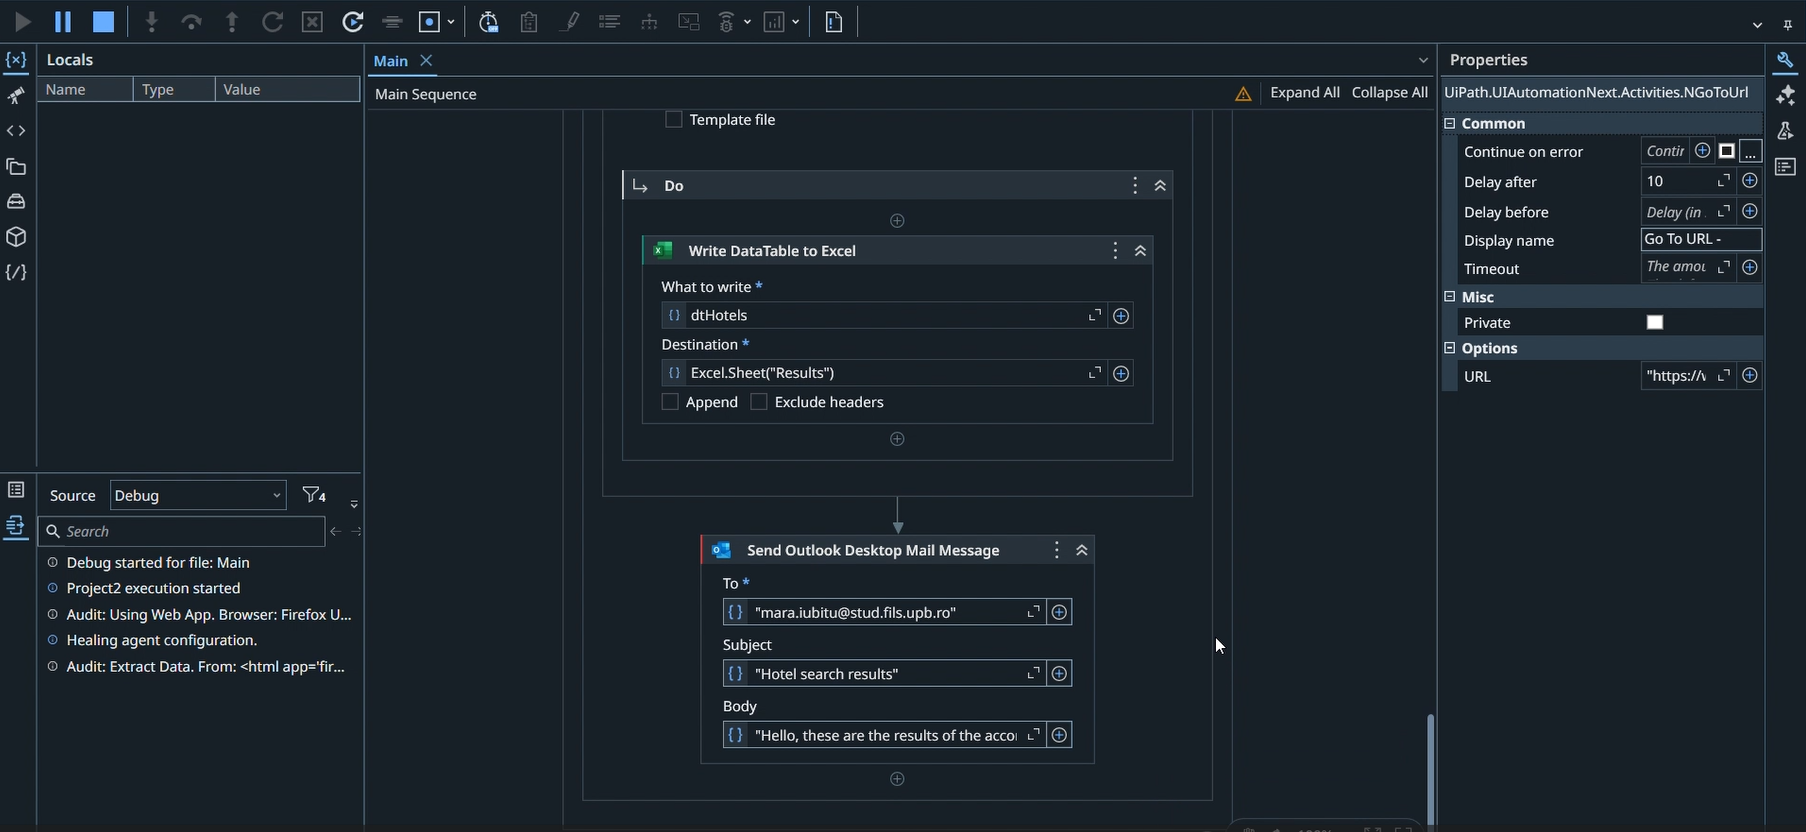 Locals
Name Type Value
Main
Main Sequence
Expand All Collapse All
Template file
Do
Write DataTable to Excel
What to write *
dtHotels
Destination *
Excel.Sheet("Results")
Append Exclude headers
Send Outlook Desktop Mail Message
To *
"mara.iubitu@stud.fils.upb.ro"
Subject
"Hotel search results"
Body
"Hello, these are the results of the acco
Source Debug 4
Search
Debug started for file: Main
Project2 execution started
Audit: Using Web App. Browser: Firefox U...
Healing agent configuration.
Audit: Extract Data. From: <html app='fir...
Properties
UiPath.UIAutomationNext.Activities.NGoToUrl
Common
Continue on error Contir ...
Delay after 10
Delay before Delay (in
Display name Go To URL -
Timeout The amou
Misc
Private
Options
URL "https://v